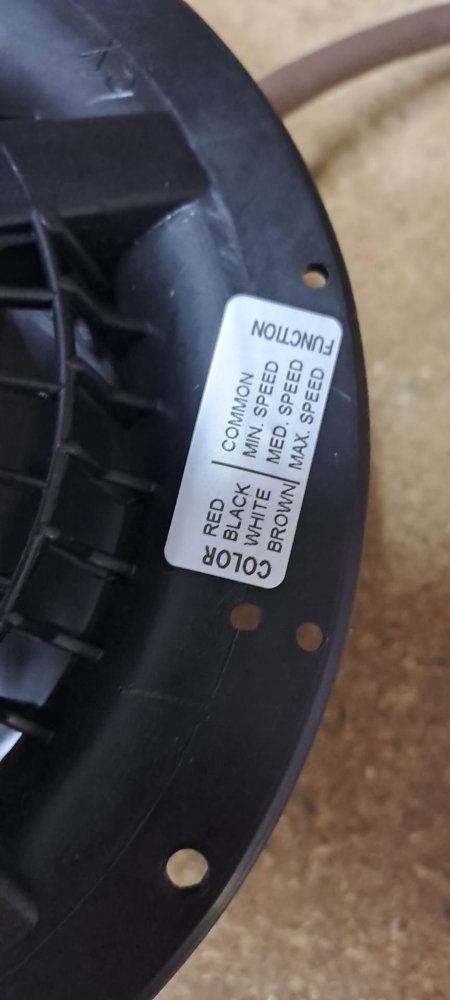 COLOR FUNCTION
RED COMMON
BLACK MIN. SPEED
WHITE MED. SPEED
BROWN MAX. SPEED